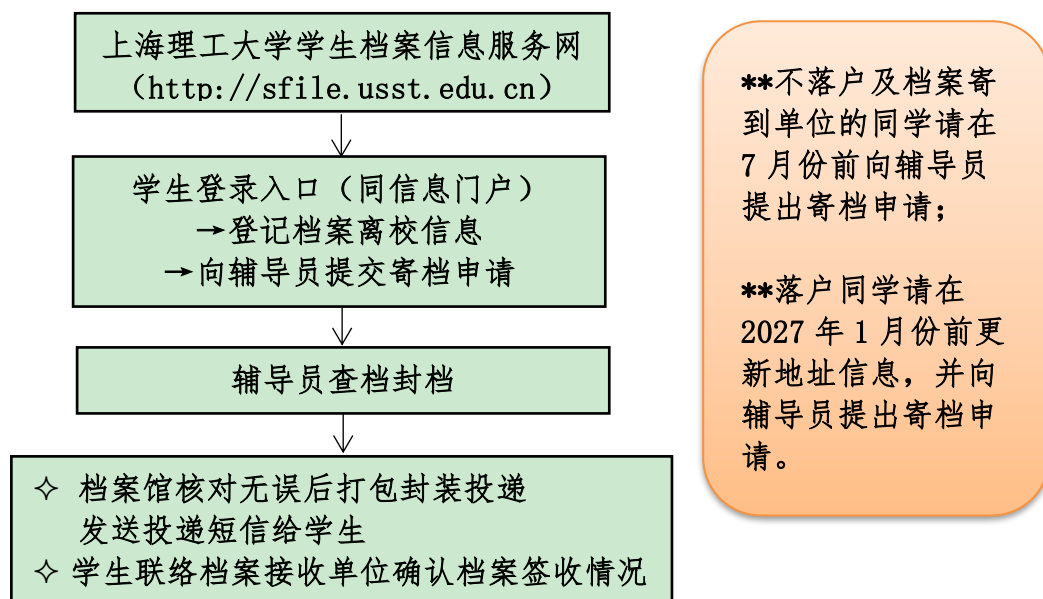 上海理工大学学生档案信息服务网
（http://sfile.usst.edu.cn）
学生登录入口（同信息门户）
→登记档案离校信息
→向辅导员提交寄档申请
辅导员查档封档
✧ 档案馆核对无误后打包封装投递
发送投递短信给学生
✧ 学生联络档案接收单位确认档案签收情况
**不落户及档案寄
到单位的同学请在
7 月份前向辅导员
提出寄档申请；
**落户同学请在
2027 年 1 月份前更
新地址信息，并向
辅导员提出寄档申
请。